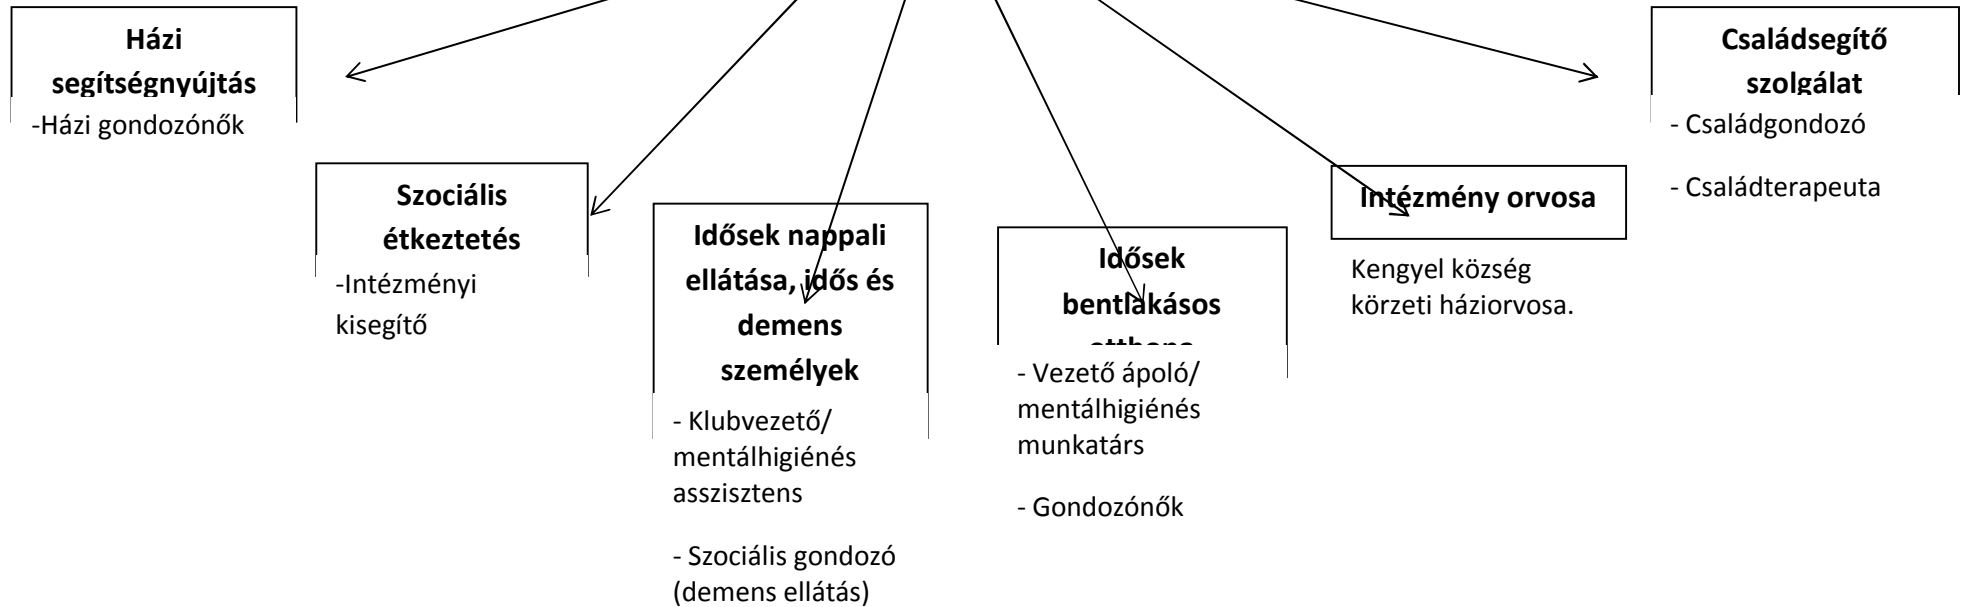 Házi
segítségnyújtás
-Házi gondozónők
Szociális
étkeztetés
-Intézményi
kisegítő
Idősek nappali
ellátása, idős és
demens
személyek
- Klubvezető/
mentálhigiénés
asszisztens
- Szociális gondozó
(demens ellátás)
Idősek
bentlakásos
- Vezető ápoló/
mentálhigiénés
munkatárs
- Gondozónők
Intézmény orvosa
Kengyel község
körzeti háziorvosa.
Családsegítő
szolgálat
- Családgondozó
- Családterapeuta